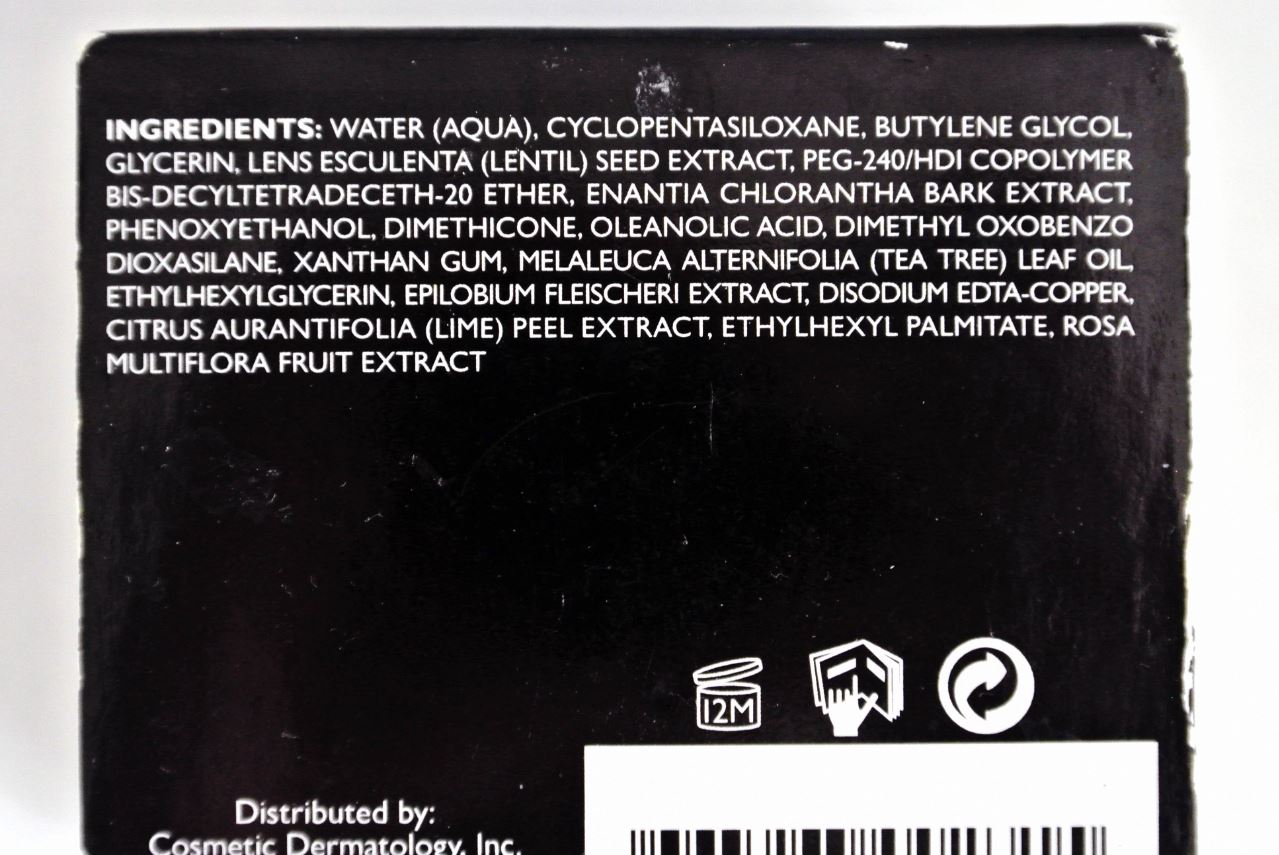 INGREDIENTS: WATER (AQUA), CYCLOPENTASILOXANE, BUTYLENE GLYCOL,
GLYCERIN, LENS ESCULENTA (LENTIL) SEED EXTRACT, PEG-240/HDI COPOLYMER
BIS-DECYLTETRADECETH-20 ETHER, ENANTIA CHLORANTHA BARK EXTRACT,
PHENOXYETHANOL, DIMETHICONE, OLEANOLIC ACID, DIMETHYL OXOBENZO
DIOXASILANE, XANTHAN GUM, MELALEUCA ALTERNIFOLIA (TEA TREE) LEAF OIL,
ETHYLHEXYLGLYCERIN, EPILOBIUM FLEISCHERI EXTRACT, DISODIUM EDTA-COPPER,
CITRUS AURANTIFOLIA (LIME) PEEL EXTRACT, ETHYLHEXYL PALMITATE, ROSA
MULTIFLORA FRUIT EXTRACT
12M
Distributed by:
Cosmetic Dermatology, Inc.